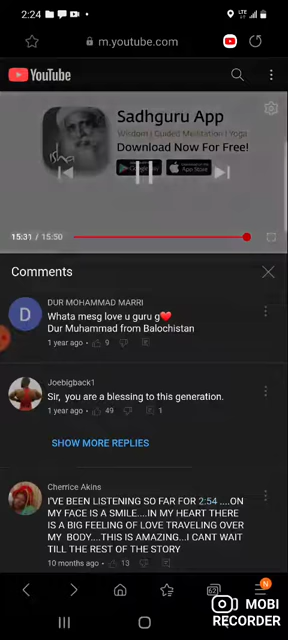 2:24
LTE
m.youtube.com
YouTube
Sadhguru App
Wisdom | Guided Meditation | Yoga
Download Now For Free!
isha
Google Play
App Store
15:31 / 15:50
Comments
D
DUR MOHAMMAD MARRI
Whata mesg love u guru g❤️
Dur Muhammad from Balochistan
1 year ago • 9
Joebigback1
Sir, you are a blessing to this generation.
1 year ago • 49 1
SHOW MORE REPLIES
Cherrice Akins
I'VE BEEN LISTENING SO FAR FOR 2:54 ....ON
MY FACE IS A SMILE....IN MY HEART THERE
IS A BIG FEELING OF LOVE TRAVELING OVER
MY BODY....THIS IS AMAZING...I CANT WAIT
TILL THE REST OF THE STORY
10 months ago • 13
N
MOBI
RECORDER